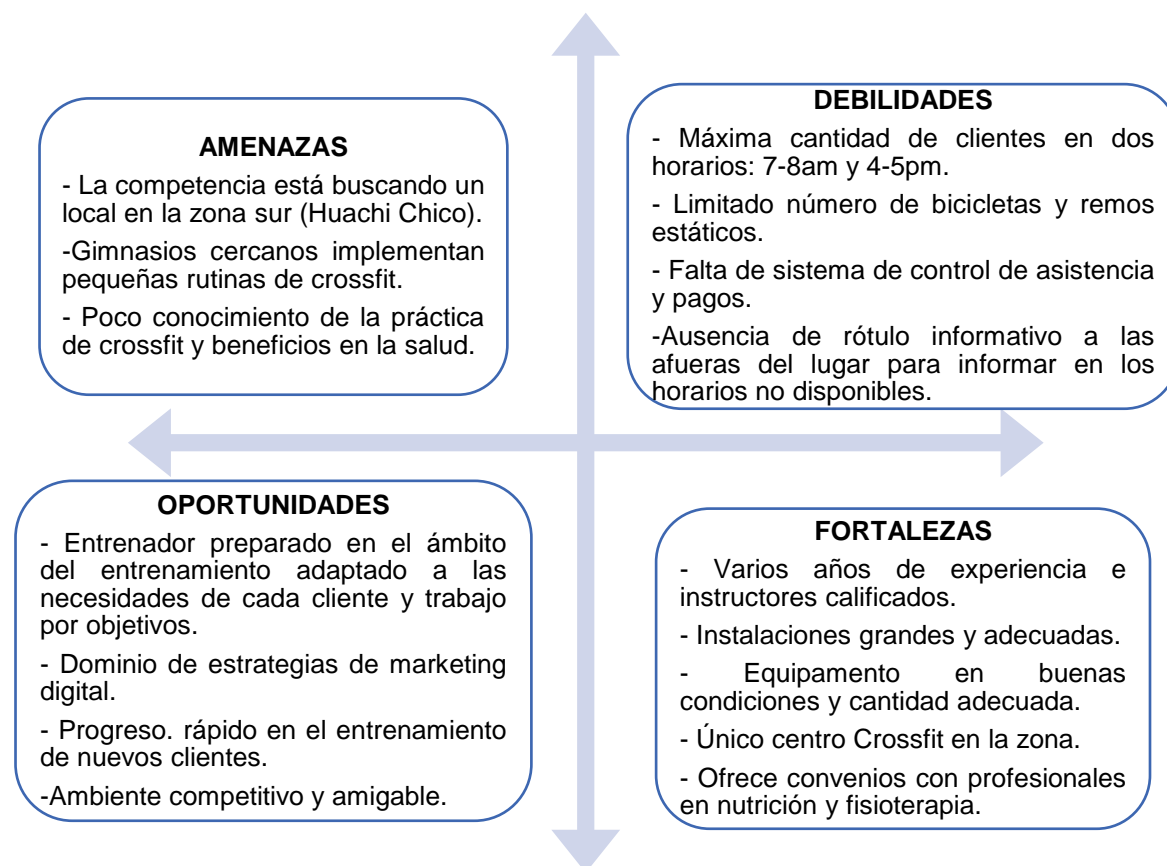 AMENAZAS
- La competencia está buscando un
local en la zona sur (Huachi Chico).
-Gimnasios cercanos implementan
pequeñas rutinas de crossfit.
- Poco conocimiento de la práctica
de crossfit y beneficios en la salud.
DEBILIDADES
- Máxima cantidad de clientes en dos
horarios: 7-8am y 4-5pm.
- Limitado número de bicicletas y remos
estáticos.
- Falta de sistema de control de asistencia
y pagos.
-Ausencia de rótulo informativo a las
afueras del lugar para informar en los
horarios no disponibles.
OPORTUNIDADES
- Entrenador preparado en el ámbito
del entrenamiento adaptado a las
necesidades de cada cliente y trabajo
por objetivos.
- Dominio de estrategias de marketing
digital.
- Progreso. rápido en el entrenamiento
de nuevos clientes.
-Ambiente competitivo y amigable.
FORTALEZAS
- Varios años de experiencia e
instructores calificados.
- Instalaciones grandes y adecuadas.
- Equipamento en buenas
condiciones y cantidad adecuada.
- Único centro Crossfit en la zona.
- Ofrece convenios con profesionales
en nutrición y fisioterapia.